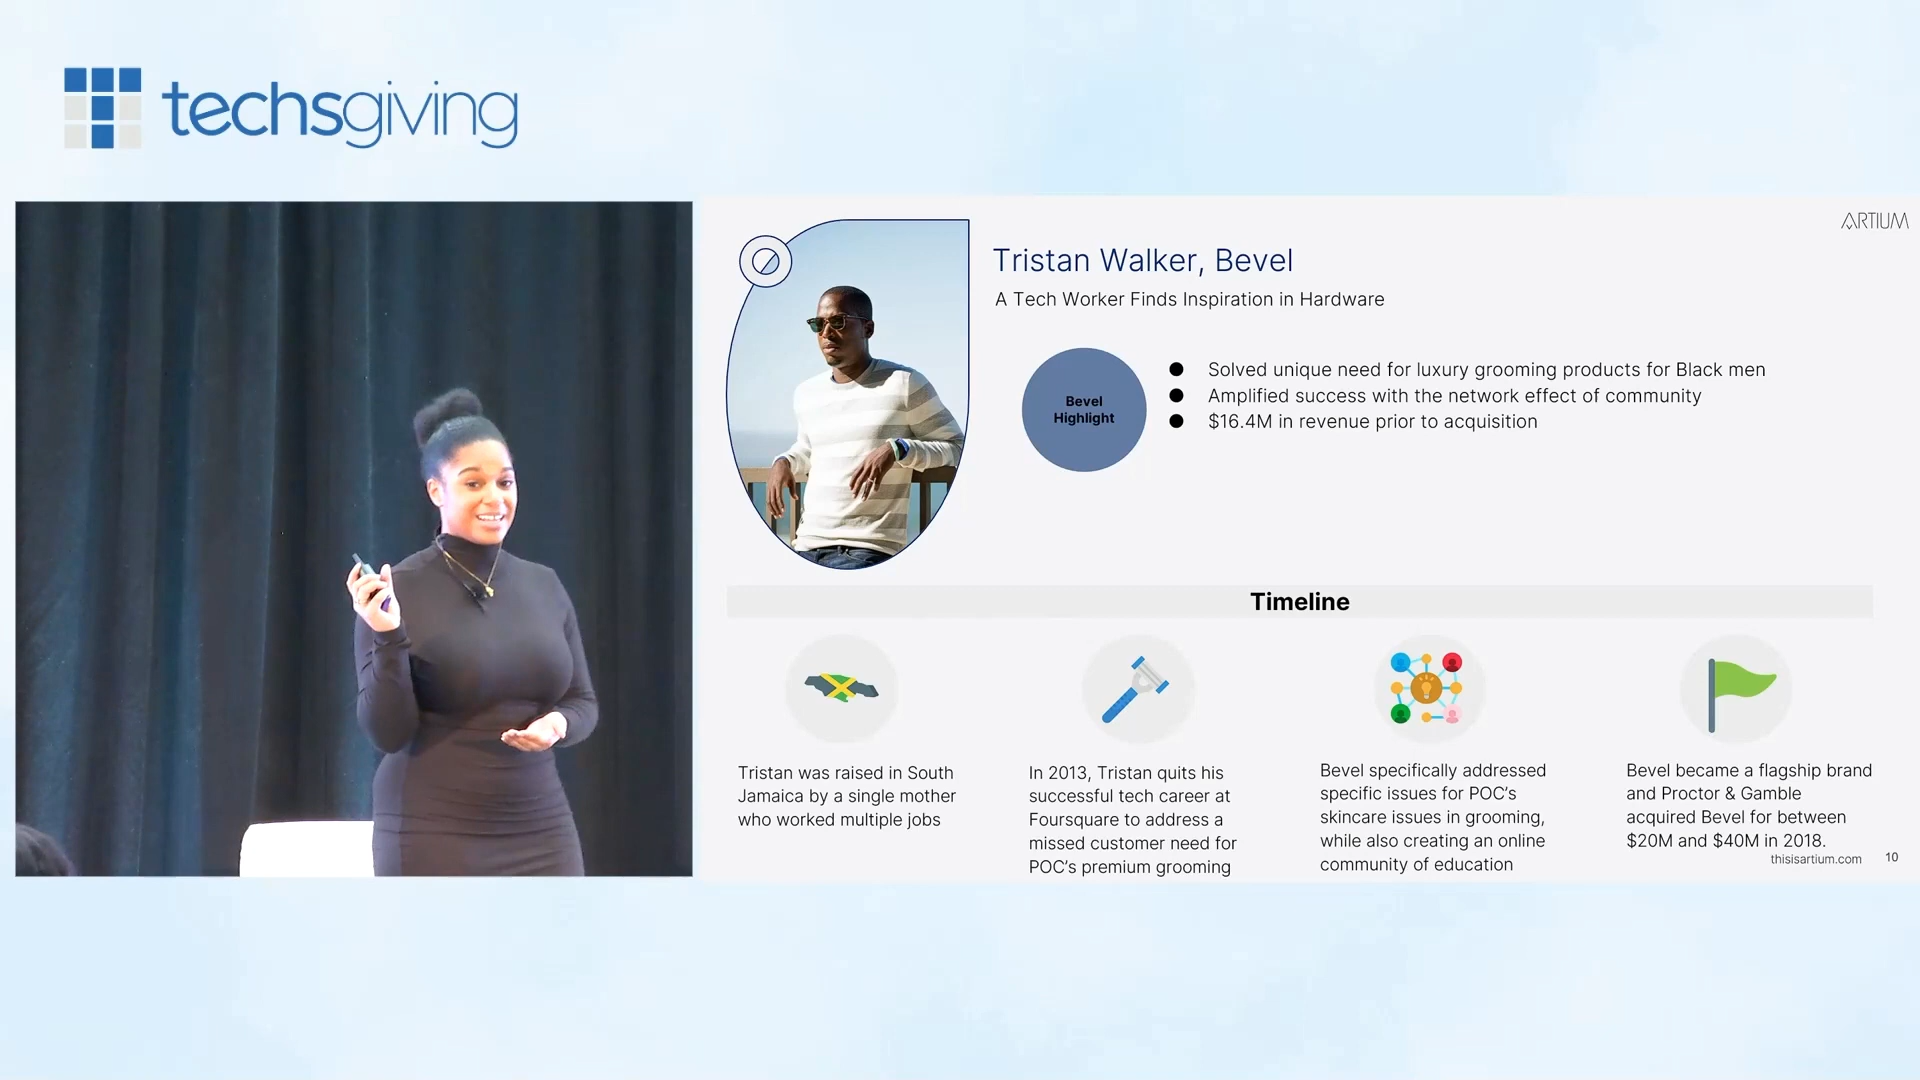 techsgiving
ARTIUM
Tristan Walker, Bevel
A Tech Worker Finds Inspiration in Hardware
Bevel
Highlight
● Solved unique need for luxury grooming products for Black men
● Amplified success with the network effect of community
● $16.4M in revenue prior to acquisition
Timeline
Tristan was raised in South
Jamaica by a single mother
who worked multiple jobs
In 2013, Tristan quits his
successful tech career at
Foursquare to address a
missed customer need for
POC's premium grooming
Bevel specifically addressed
specific issues for POC's
skincare issues in grooming,
while also creating an online
community of education
Bevel became a flagship brand
and Proctor & Gamble
acquired Bevel for between
$20M and $40M in 2018.
thisisartium.com 10